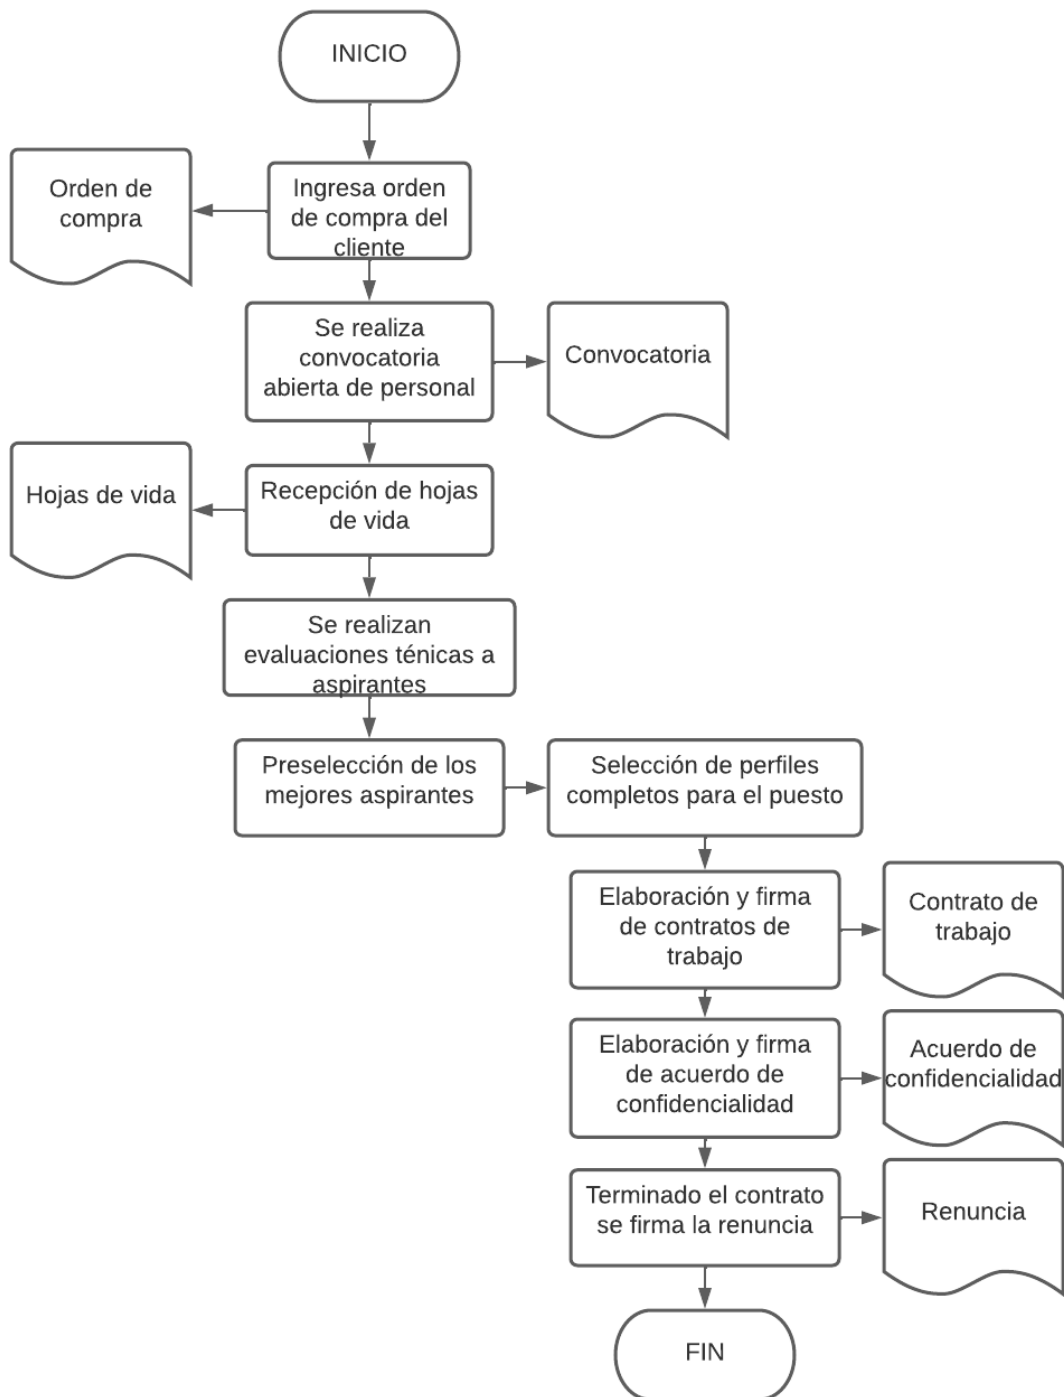 INICIO
Orden de
compra
Ingresa orden
de compra del
cliente
Se realiza
convocatoria
abierta de personal
Convocatoria
Hojas de vida
Recepción de hojas
de vida
Se realizan
evaluaciones ténicas a
aspirantes
Preselección de los
mejores aspirantes
Selección de perfiles
completos para el puesto
Elaboración y firma
de contratos de
trabajo
Contrato de
trabajo
Elaboración y firma
de acuerdo de
confidencialidad
Acuerdo de
confidencialidad
Terminado el contrato
se firma la renuncia
Renuncia
FIN